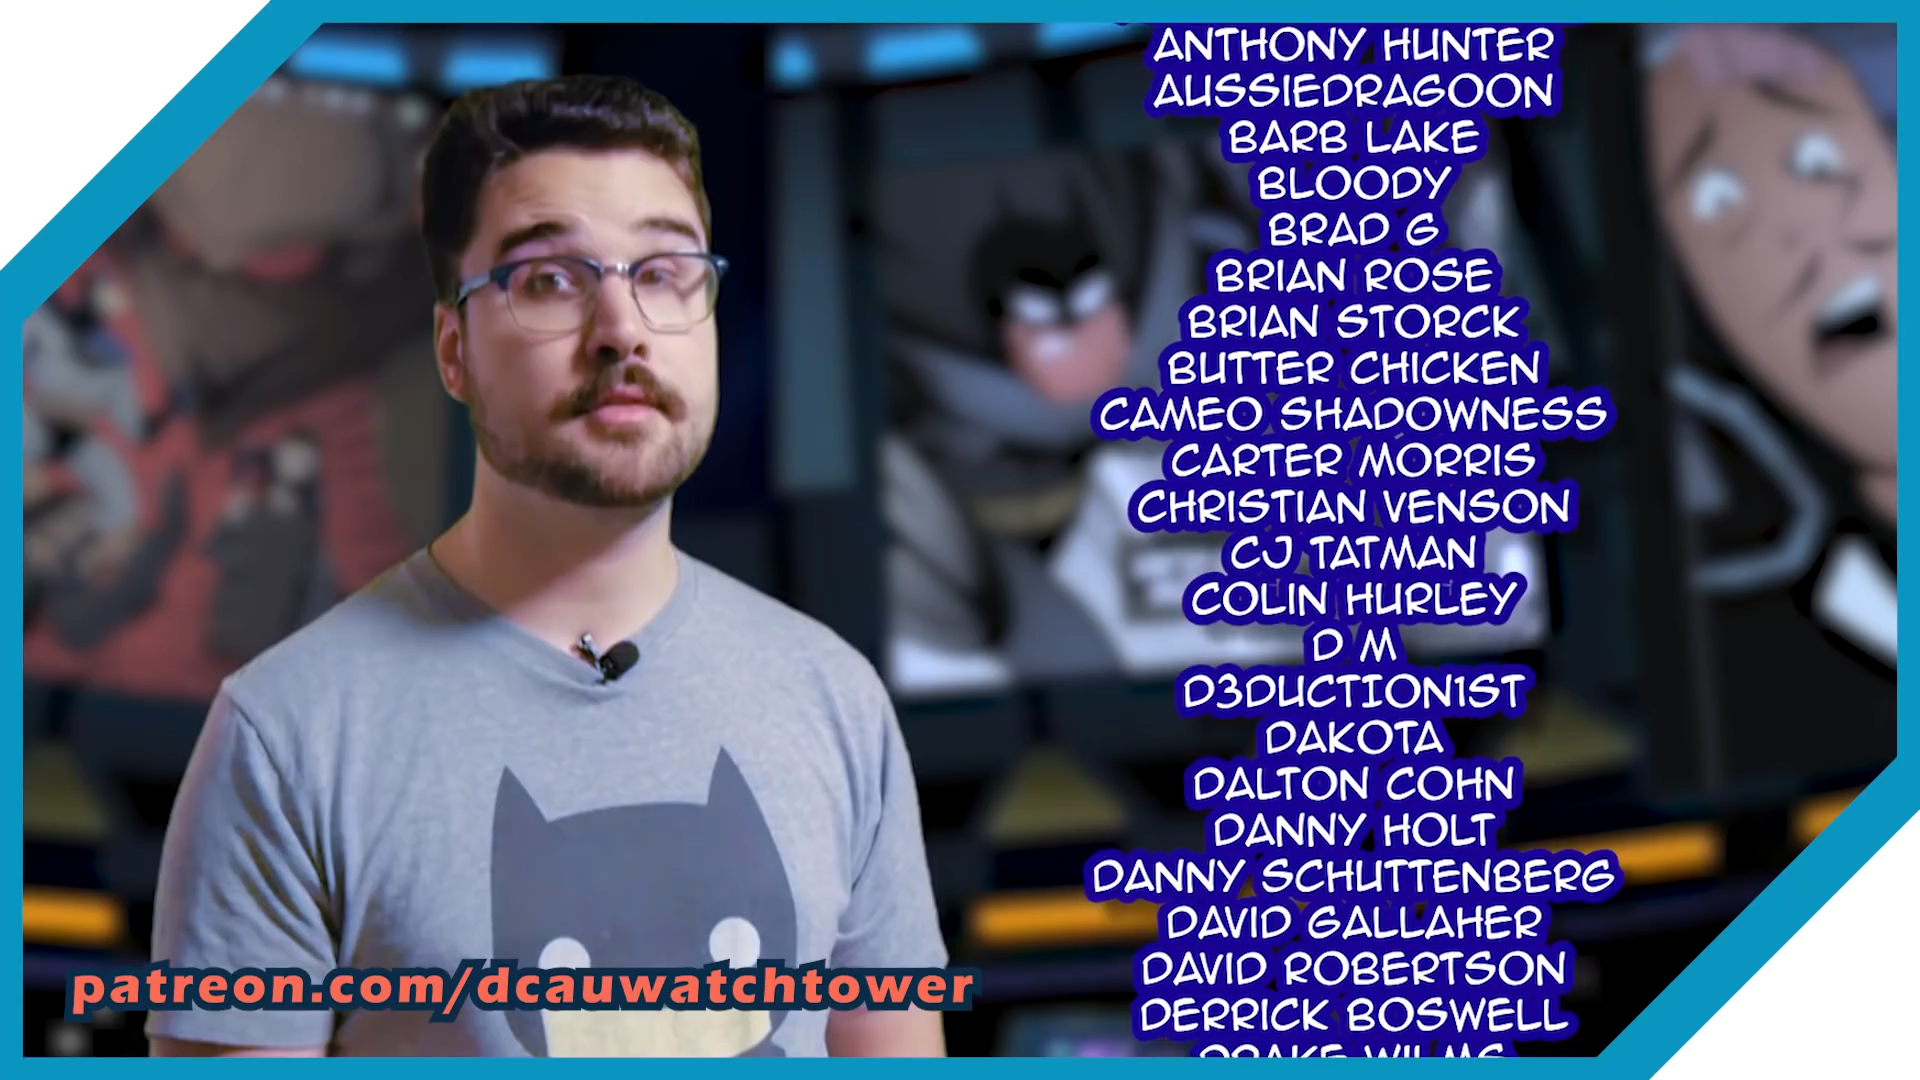 ANTHONY HUNTER
AUSSIEDRAGOON
BARB LAKE
BLOODY
BRAD G
BRIAN ROSE
BRIAN STORCK
BUTTER CHICKEN
CAMEO SHADOWNESS
CARTER MORRIS
CHRISTIAN VENSON
CJ TATMAN
COLIN HURLEY
D M
D3DUCTION1ST
DAKOTA
DALTON COHN
DANNY HOLT
DANNY SCHUTTENBERG
DAVID GALLAHER
DAVID ROBERTSON
DERRICK BOSWELL
DRAKE WILMS
patreon.com/dcauwatchtower